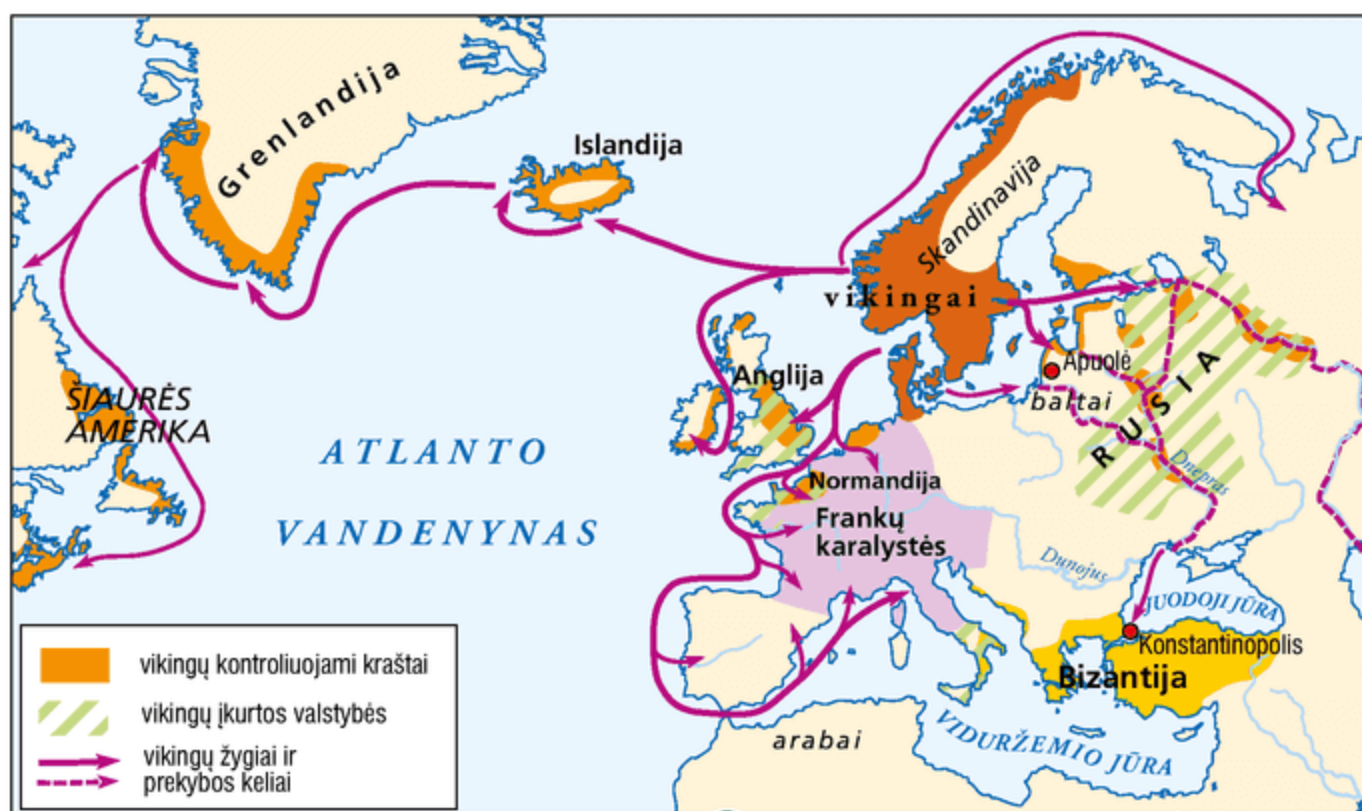 Grenlandija
Islandija
Skandinavija
vikingai
Apuolė
baltai
Anglija
RUSIA
Dnepras
ŠIAURĖS
AMERIKA
ATLANTO
VANDENYNAS
Normandija
Frankų
karalystės
Dunojus
JUODOJI JŪRA
Konstantinopolis
Bizantija
arabai
VIDURŽEMIO JŪRA
vikingų kontroliuojami kraštai
vikingų įkurtos valstybės
vikingų žygiai ir
prekybos keliai